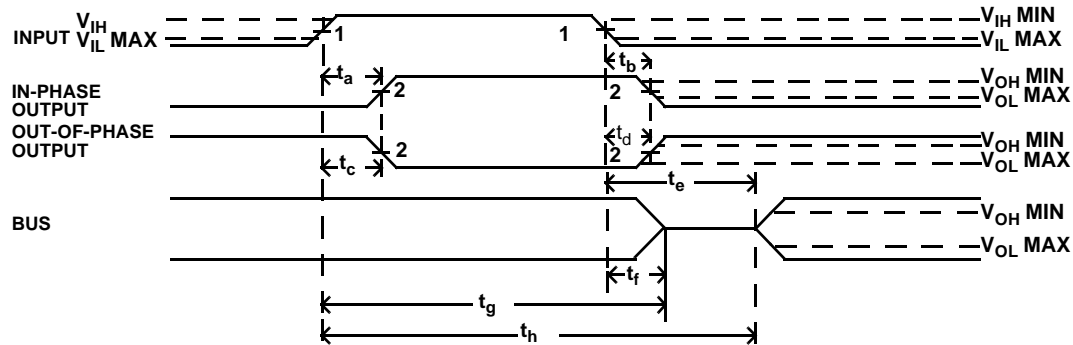 V_IH
INPUT V_IL MAX
1
1
V_IH MIN
V_IL MAX
t_a
t_b
IN-PHASE
OUTPUT
2
2
V_OH MIN
V_OL MAX
OUT-OF-PHASE
OUTPUT
t_c
2
t_d
2
V_OH MIN
V_OL MAX
t_e
BUS
V_OH MIN
V_OL MAX
t_f
t_g
t_h